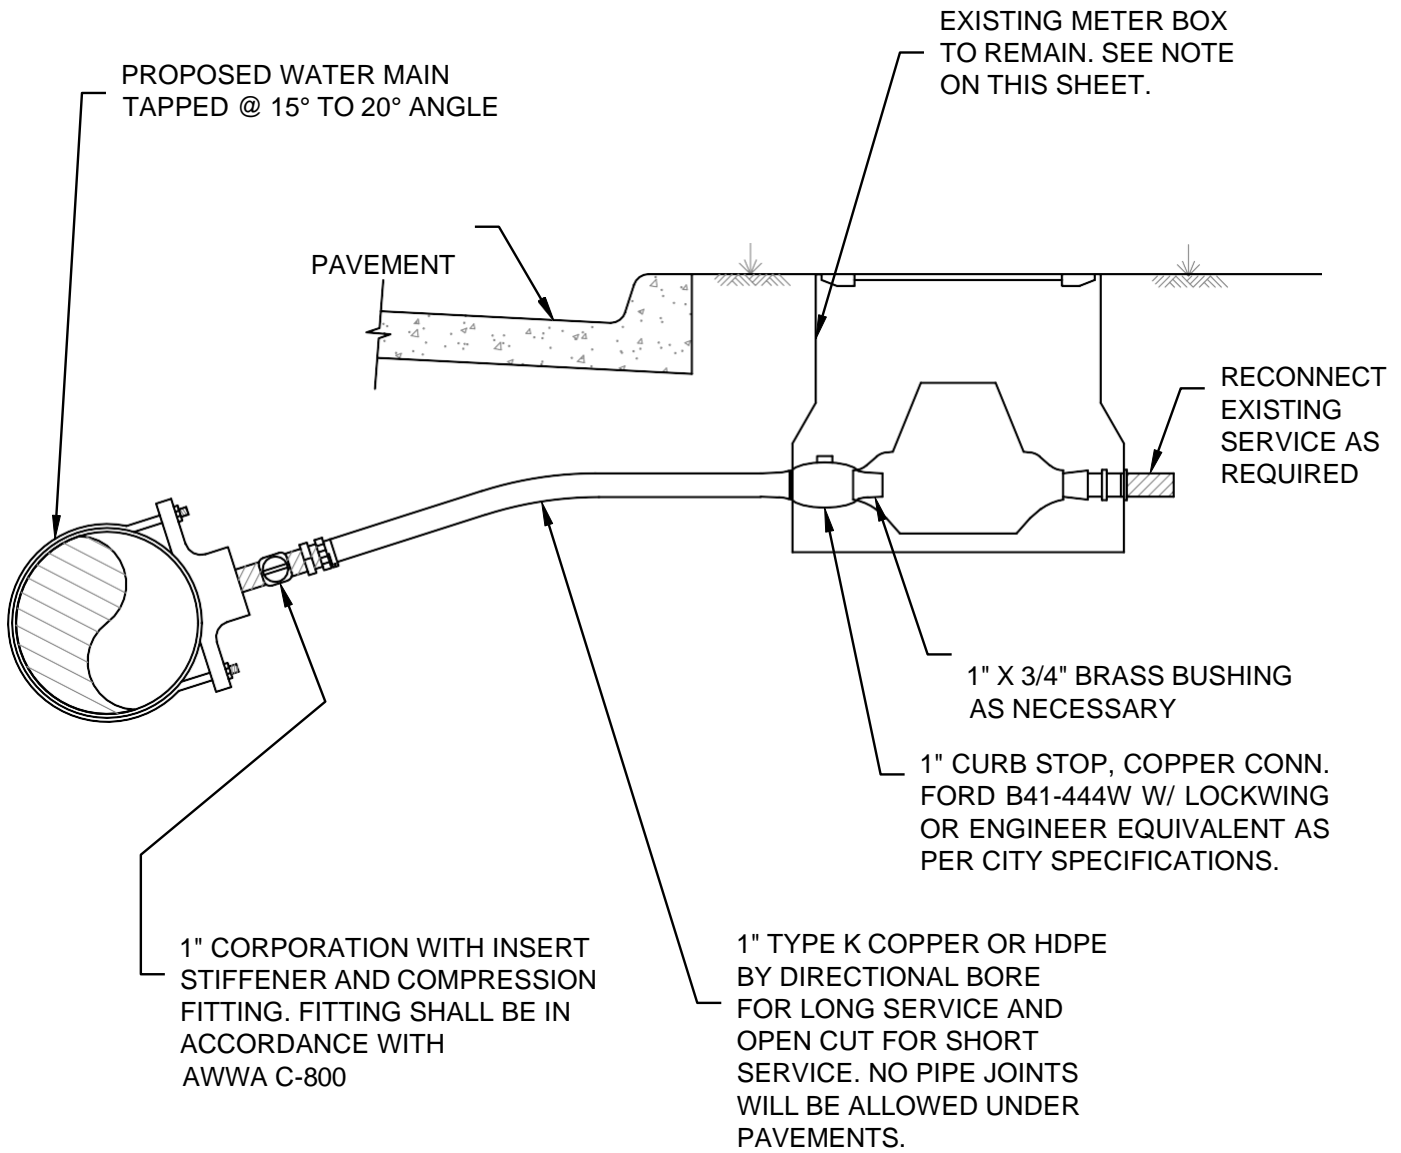 EXISTING METER BOX
TO REMAIN. SEE NOTE
ON THIS SHEET.
PROPOSED WATER MAIN
TAPPED @ 15° TO 20° ANGLE
PAVEMENT
RECONNECT
EXISTING
SERVICE AS
REQUIRED
1" X 3/4" BRASS BUSHING
AS NECESSARY
1" CURB STOP, COPPER CONN.
FORD B41-444W W/ LOCKWING
OR ENGINEER EQUIVALENT AS
PER CITY SPECIFICATIONS.
1" CORPORATION WITH INSERT
STIFFENER AND COMPRESSION
FITTING. FITTING SHALL BE IN
ACCORDANCE WITH
AWWA C-800
1" TYPE K COPPER OR HDPE
BY DIRECTIONAL BORE
FOR LONG SERVICE AND
OPEN CUT FOR SHORT
SERVICE. NO PIPE JOINTS
WILL BE ALLOWED UNDER
PAVEMENTS.